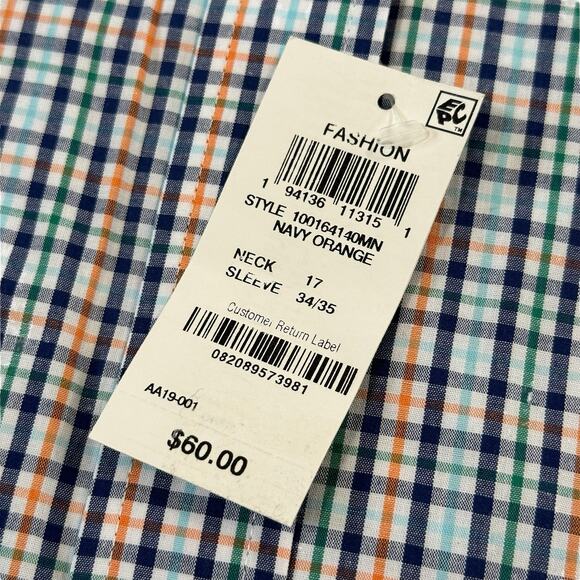 EPC™
FASHION
1 94136 11315 1
STYLE 100164140MN
NAVY ORANGE
NECK 17
SLEEVE 34/35
Customer Return Label
082089573981
AA19-001
$60.00